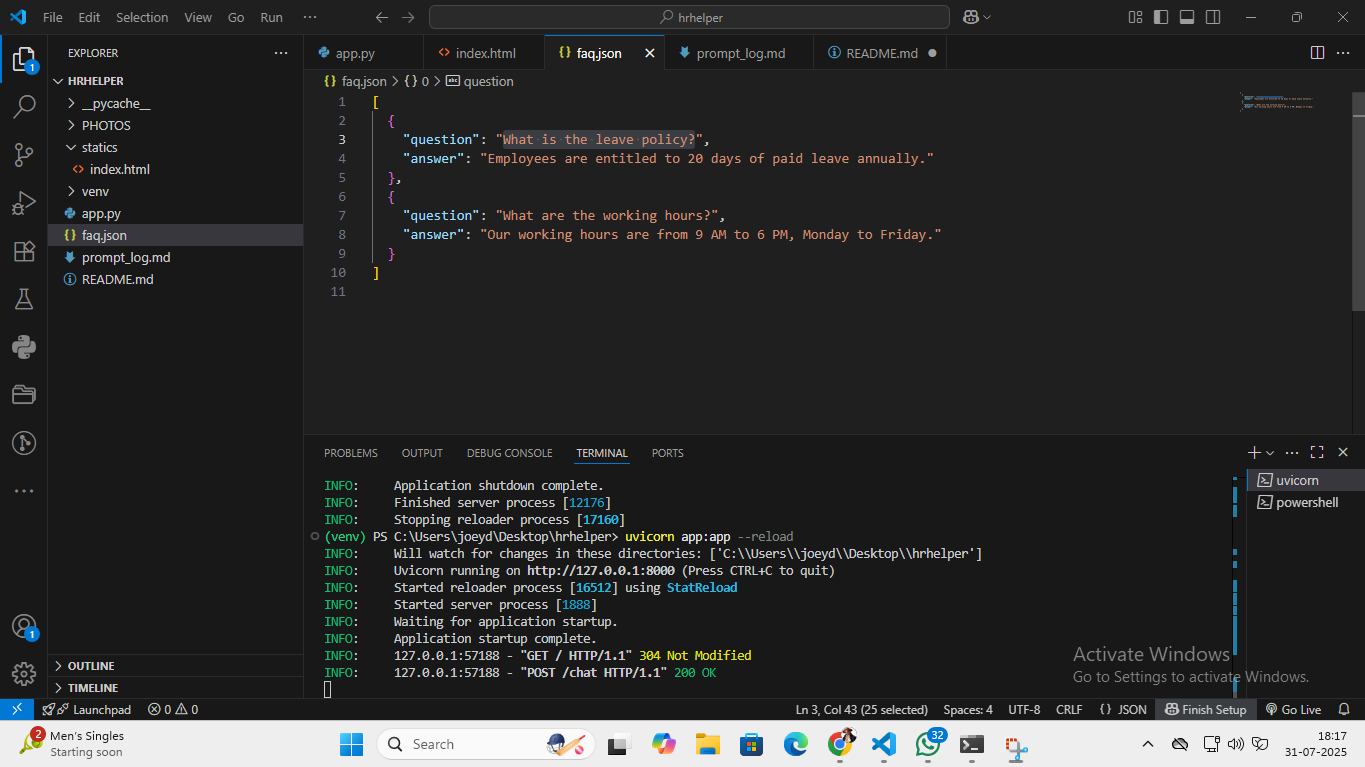 File Edit Selection View Go Run ···
hrhelper
EXPLORER
HRHELPER
__pycache__
PHOTOS
statics
index.html
venv
app.py
faq.json
prompt_log.md
README.md
OUTLINE
TIMELINE
app.py index.html faq.json prompt_log.md README.md
faq.json > {} 0 > abc question
1 [
2 {
3 "question": "What is the leave policy?",
4 "answer": "Employees are entitled to 20 days of paid leave annually."
5 },
6 {
7 "question": "What are the working hours?",
8 "answer": "Our working hours are from 9 AM to 6 PM, Monday to Friday."
9 }
10 ]
11
PROBLEMS OUTPUT DEBUG CONSOLE TERMINAL PORTS
uvicorn
powershell
INFO: Application shutdown complete.
INFO: Finished server process [12176]
INFO: Stopping reloader process [17160]
(venv) PS C:\Users\joeyd\Desktop\hrhelper> uvicorn app:app --reload
INFO: Will watch for changes in these directories: ['C:\\Users\\joeyd\\Desktop\\hrhelper']
INFO: Uvicorn running on http://127.0.0.1:8000 (Press CTRL+C to quit)
INFO: Started reloader process [16512] using StatReload
INFO: Started server process [1888]
INFO: Waiting for application startup.
INFO: Application startup complete.
INFO: 127.0.0.1:57188 - "GET / HTTP/1.1" 304 Not Modified
INFO: 127.0.0.1:57188 - "POST /chat HTTP/1.1" 200 OK
Activate Windows
Go to Settings to activate Windows.
Launchpad 0 0 Ln 3, Col 43 (25 selected) Spaces: 4 UTF-8 CRLF {} JSON Finish Setup Go Live
1
1
2
Men's Singles
Starting soon
Search
32
18:17
31-07-2025